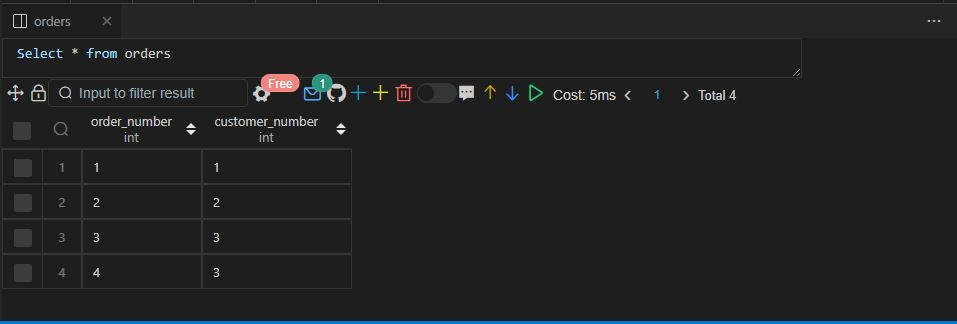 orders
Select * from orders
Input to filter result Free 1 Cost: 5ms 1 Total 4
order_number customer_number
int int
1 1 1
2 2 2
3 3 3
4 4 3